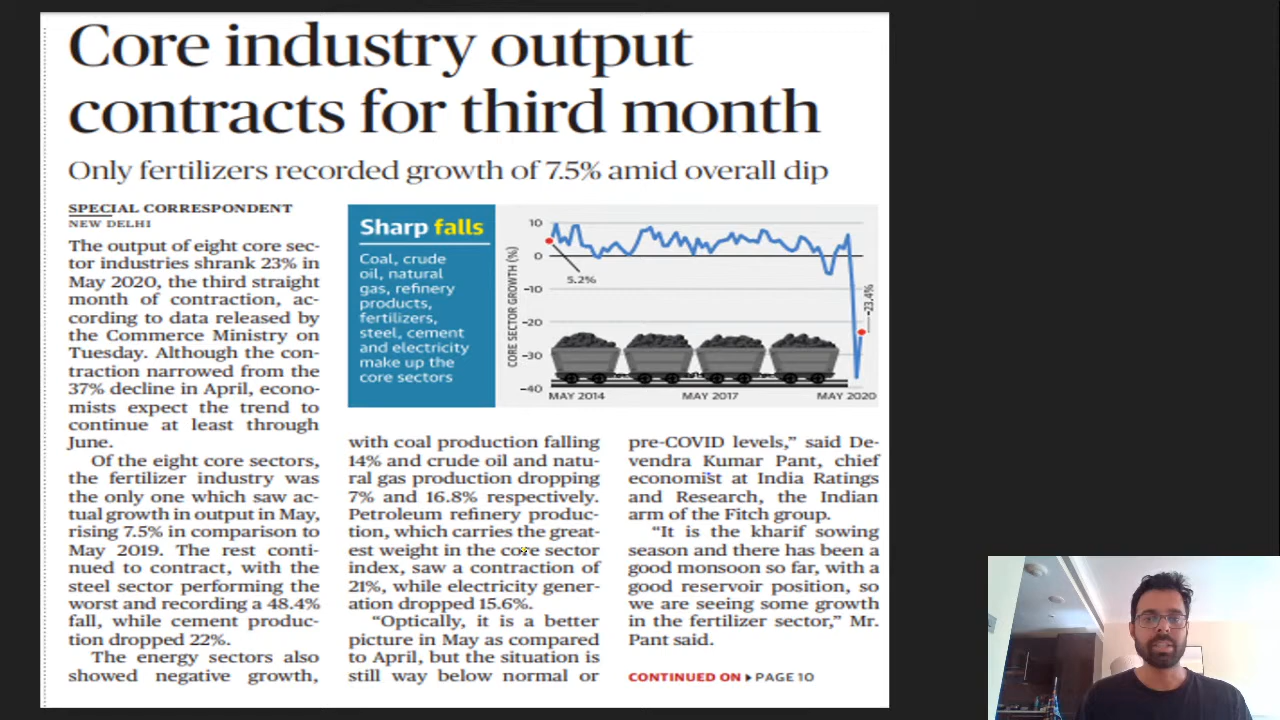 Core industry output
contracts for third month
Only fertilizers recorded growth of 7.5% amid overall dip
SPECIAL CORRESPONDENT
NEW DELHI
The output of eight core sec-
tor industries shrank 23% in
May 2020, the third straight
month of contraction, ac-
cording to data released by
the Commerce Ministry on
Tuesday. Although the con-
traction narrowed from the
37% decline in April, econo-
mists expect the trend to
continue at least through
June.
Of the eight core sectors,
the fertilizer industry was
the only one which saw ac-
tual growth in output in May,
rising 7.5% in comparison to
May 2019. The rest conti-
nued to contract, with the
steel sector performing the
worst and recording a 48.4%
fall, while cement produc-
tion dropped 22%.
The energy sectors also
showed negative growth,
Sharp falls
Coal, crude
oil, natural
gas, refinery
products,
fertilizers,
steel, cement
and electricity
make up the
core sectors
CORE SECTOR GROWTH (%)
10
0
-10
-20
-30
-40
5.2%
-23.4%
MAY 2014
MAY 2017
MAY 2020
with coal production falling
14% and crude oil and natu-
ral gas production dropping
7% and 16.8% respectively.
Petroleum refinery produc-
tion, which carries the great-
est weight in the core sector
index, saw a contraction of
21%, while electricity gener-
ation dropped 15.6%.
"Optically, it is a better
picture in May as compared
to April, but the situation is
still way below normal or
pre-COVID levels," said De-
vendra Kumar Pant, chief
economist at India Ratings
and Research, the Indian
arm of the Fitch group.
"It is the kharif sowing
season and there has been a
good monsoon so far, with a
good reservoir position, so
we are seeing some growth
in the fertilizer sector," Mr.
Pant said.
CONTINUED ON ▸ PAGE 10